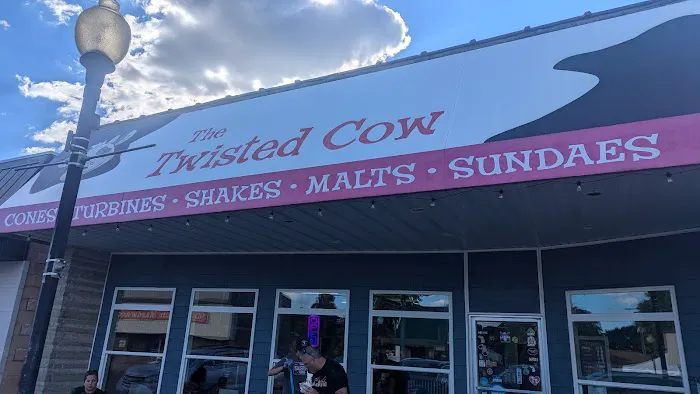 The
Twisted Cow
CONES TURBINES • SHAKES • MALTS • SUNDAES